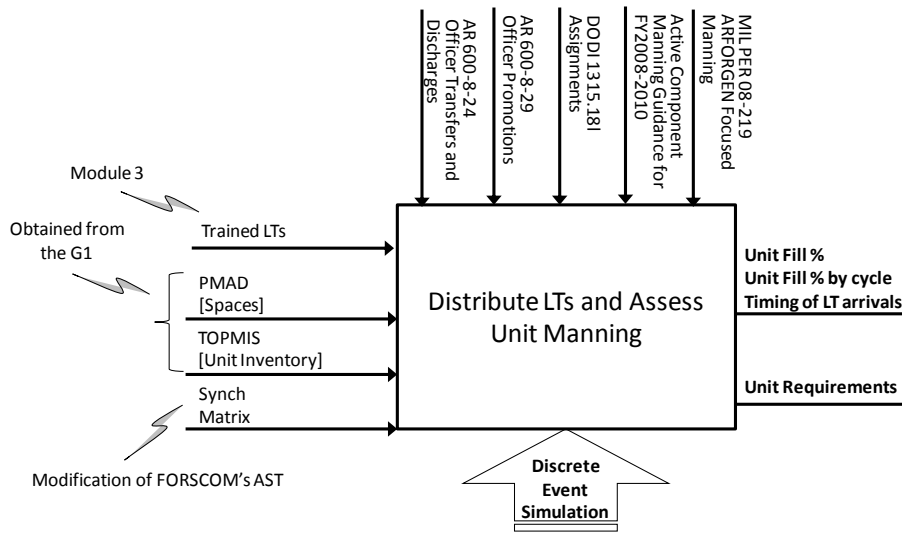 AR 600-8-24
Officer Transfers and
Discharges
AR 600-8-29
Officer Promotions
DODI 1315.18I
Assignments
Active Component
Manning Guidance for
FY2008-2010
MIL PER 08-219
ARFORGEN Focused
Manning
Module 3
Obtained from
the G1
Trained LTs
PMAD
[Spaces]
TOPMIS
[Unit Inventory]
Synch
Matrix
Modification of FORSCOM's AST
Distribute LTs and Assess
Unit Manning
Unit Fill %
Unit Fill % by cycle
Timing of LT arrivals
Unit Requirements
Discrete
Event
Simulation